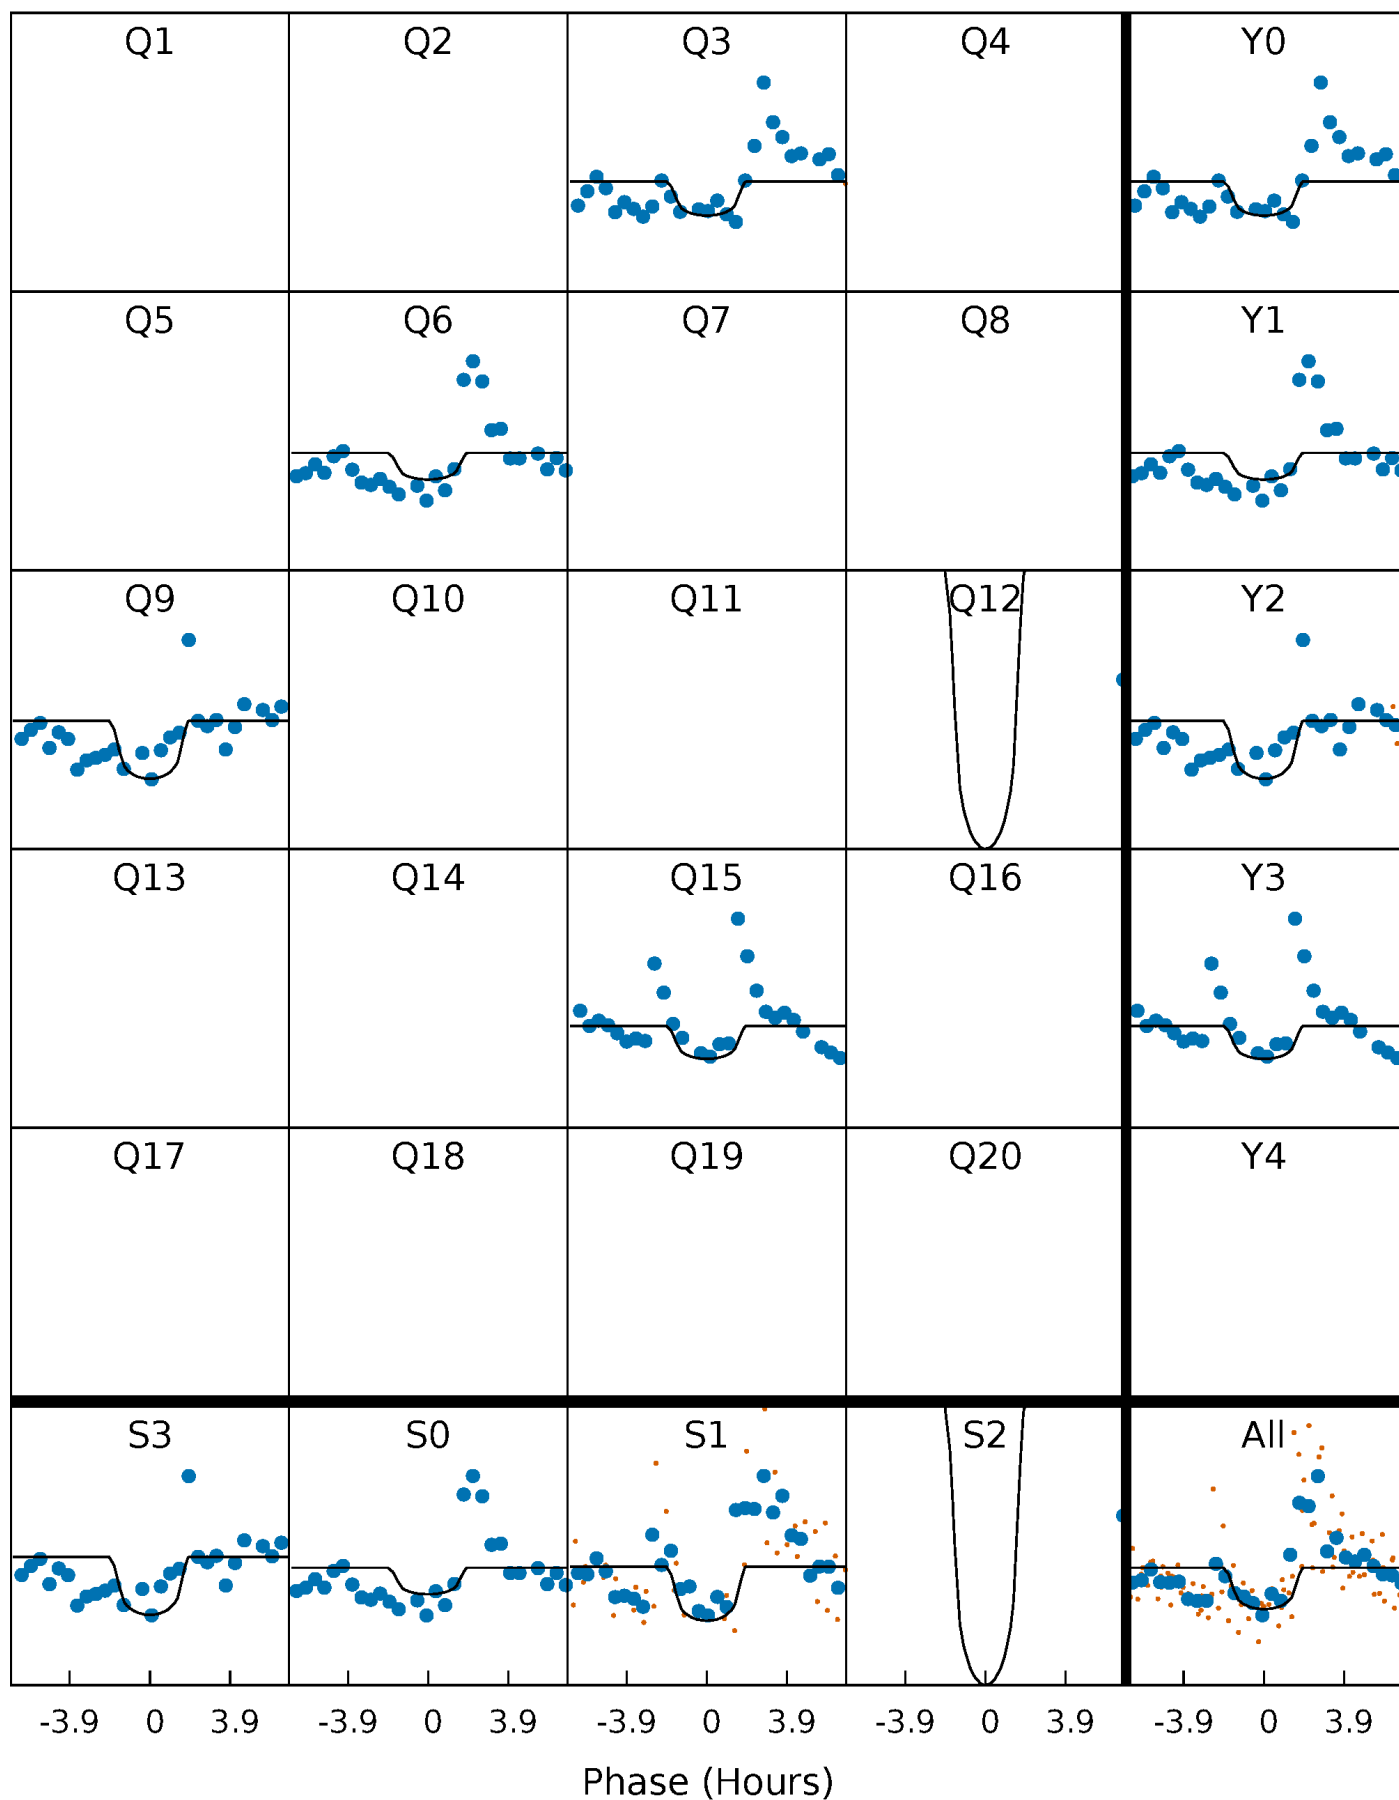 Q1 Q2 Q3 Q4 Y0
Q5 Q6 Q7 Q8 Y1
Q9 Q10 Q11 Q12 Y2
Q13 Q14 Q15 Q16 Y3
Q17 Q18 Q19 Q20 Y4
S3 S0 S1 S2 All
-3.9 0 3.9 -3.9 0 3.9 -3.9 0 3.9 -3.9 0 3.9 -3.9 0 3.9
Phase (Hours)